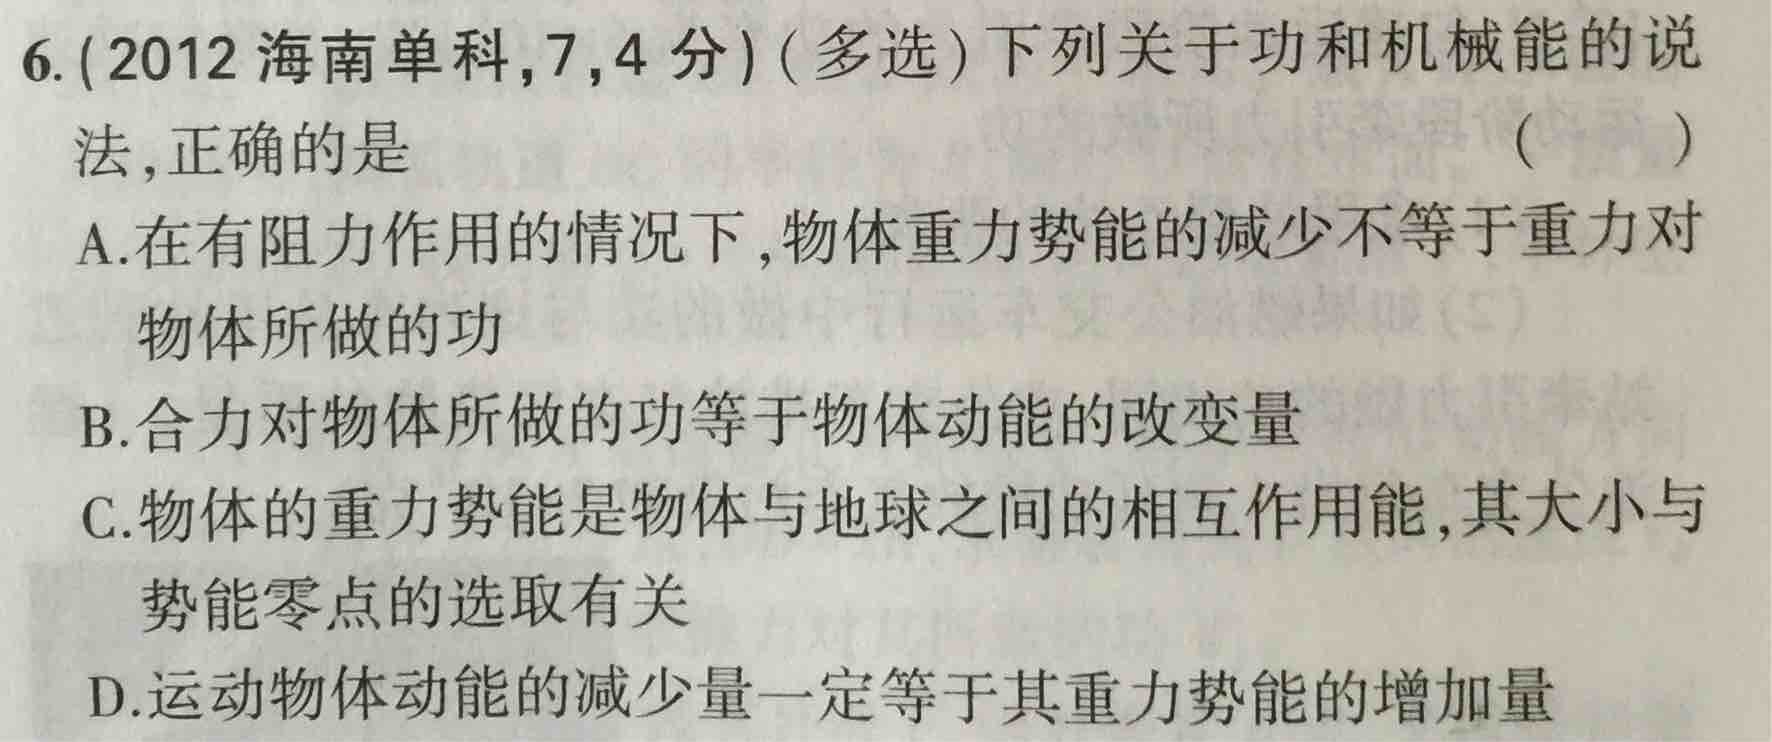 6.(2012海南单科,7,4分)(多选)下列关于功和机械能的说
法,正确的是 ( )
A.在有阻力作用的情况下,物体重力势能的减少不等于重力对
物体所做的功
B.合力对物体所做的功等于物体动能的改变量
C.物体的重力势能是物体与地球之间的相互作用能,其大小与
势能零点的选取有关
D.运动物体动能的减少量一定等于其重力势能的增加量